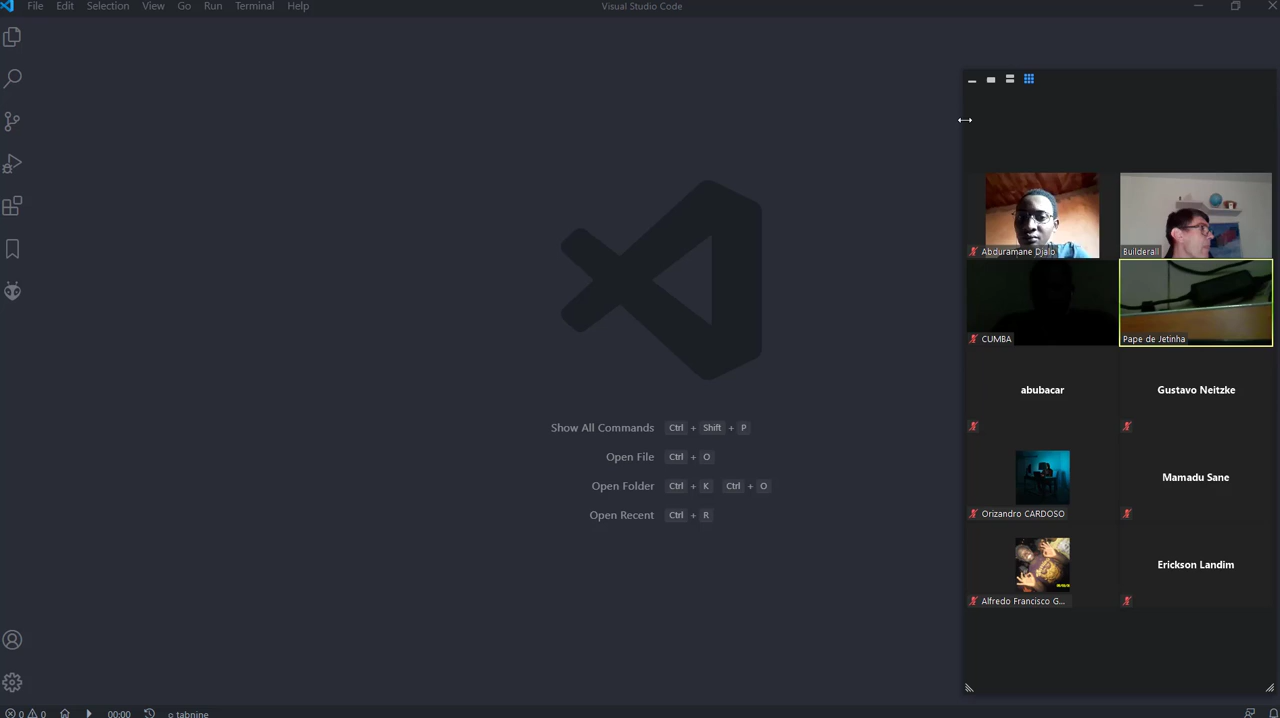 File Edit Selection View Go Run Terminal Help Visual Studio Code
Abduramane Djalo
Builderall
CUMBA
Pape de Jetinha
abubacar
Gustavo Neitzke
Show All Commands Ctrl + Shift + P
Open File Ctrl + O
Open Folder Ctrl + K Ctrl + O
Open Recent Ctrl + R
Mamadu Sane
Orizandro CARDOSO
Erickson Landim
Alfredo Francisco G...
0 0 00:00 tabnine